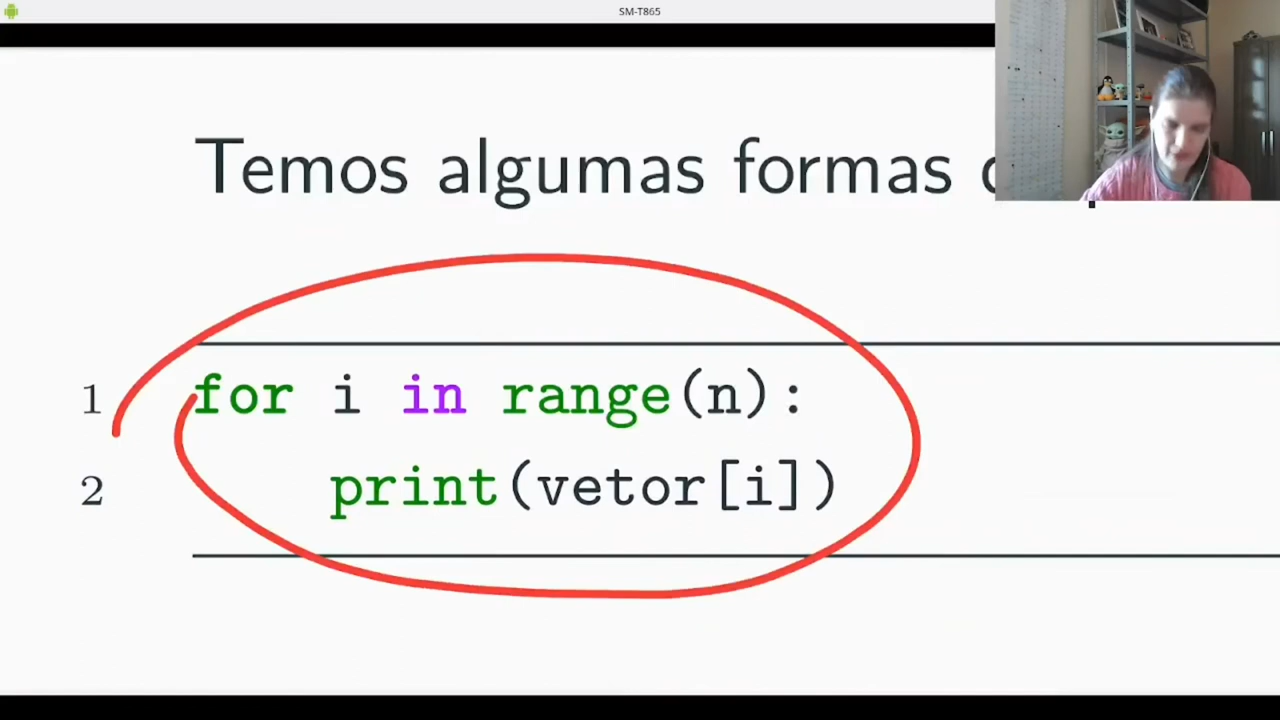 SM-T865
Temos algumas formas
1 for i in range(n):
2 print(vetor[i])